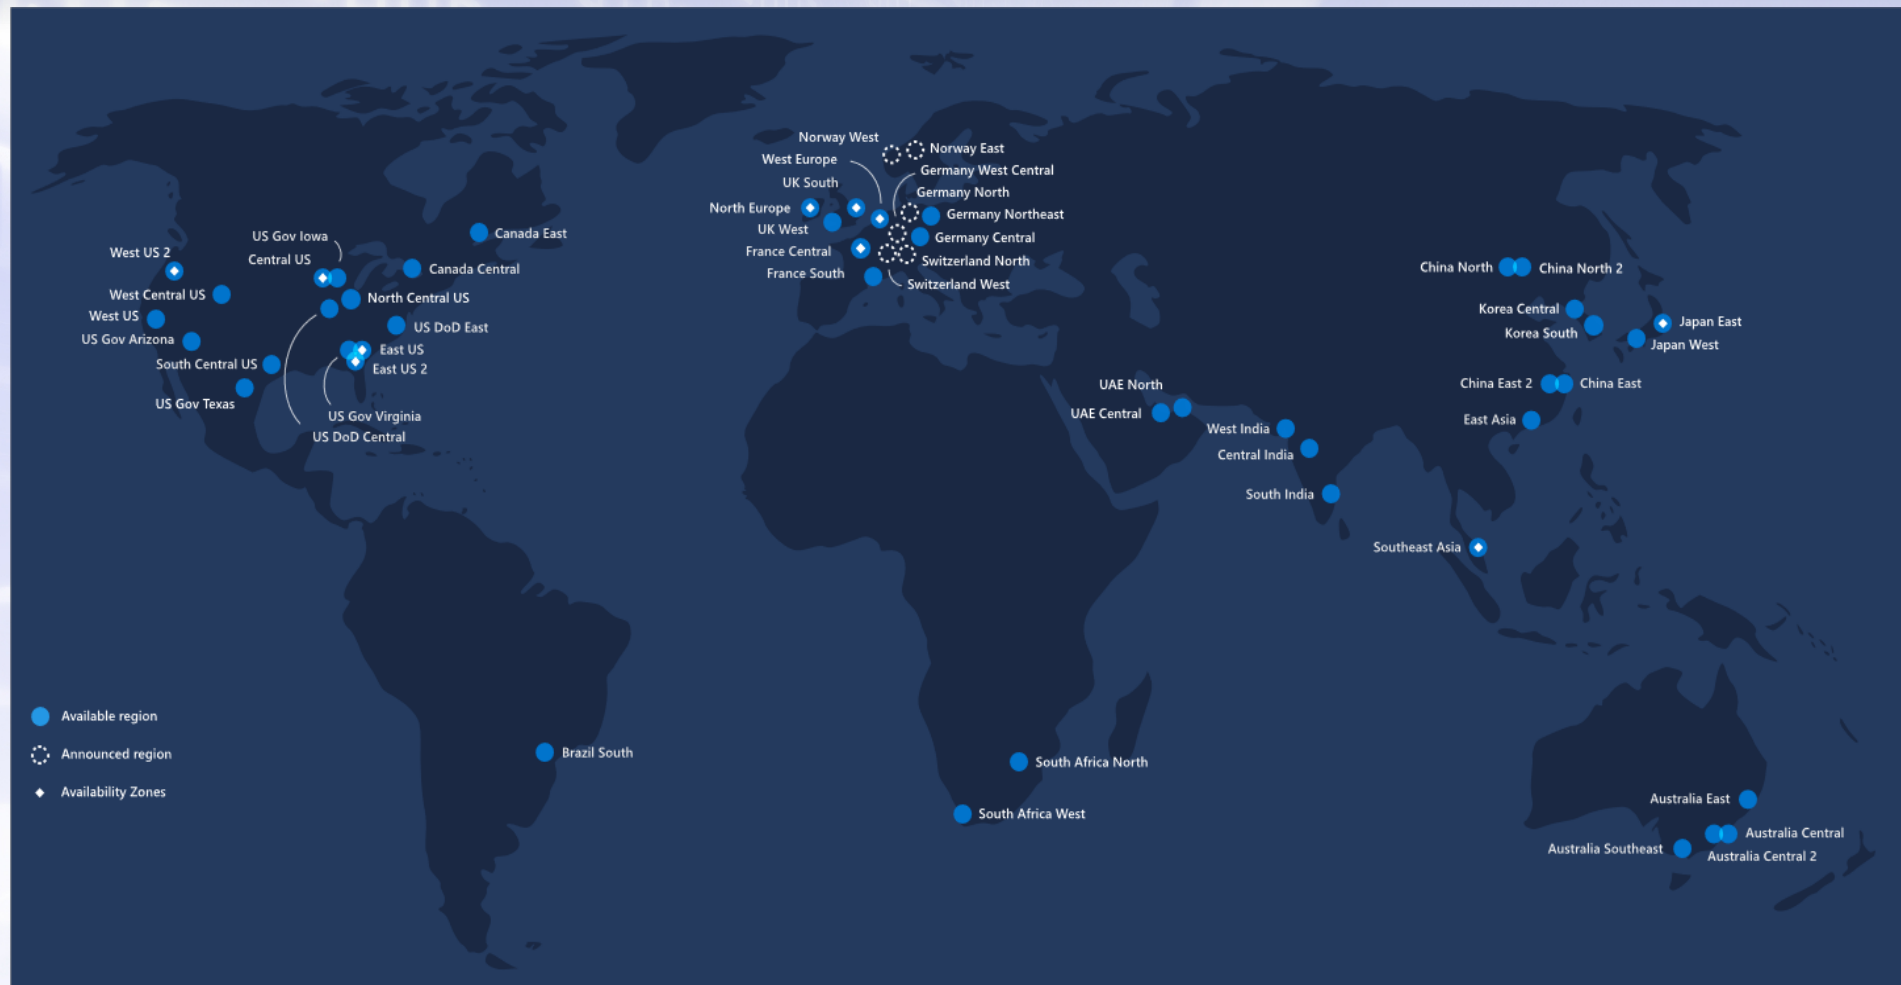 Norway West
Norway East
West Europe
Germany West Central
UK South
Germany North
North Europe
Germany Northeast
UK West
Germany Central
France Central
Switzerland North
France South
Switzerland West
Canada East
US Gov Iowa
West US 2
Central US
Canada Central
West Central US
North Central US
West US
US DoD East
US Gov Arizona
East US
South Central US
East US 2
US Gov Texas
US Gov Virginia
US DoD Central
China North
China North 2
Korea Central
Japan East
Korea South
Japan West
China East 2
China East
UAE North
UAE Central
East Asia
West India
Central India
South India
Southeast Asia
Available region
Announced region
Availability Zones
Brazil South
South Africa North
South Africa West
Australia East
Australia Central
Australia Southeast
Australia Central 2